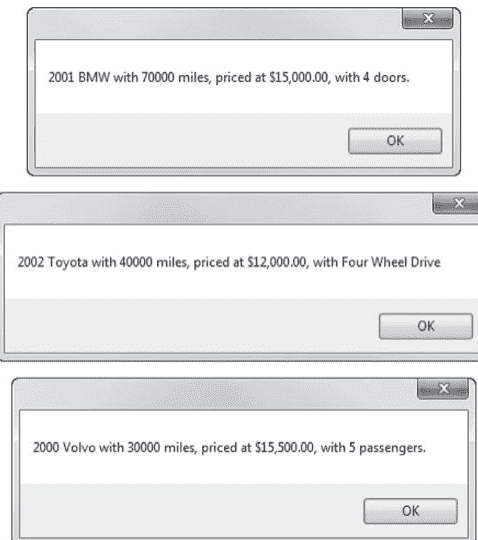 2001 BMW with 70000 miles, priced at $15,000.00, with 4 doors.
OK
2002 Toyota with 40000 miles, priced at $12,000.00, with Four Wheel Drive
OK
2000 Volvo with 30000 miles, priced at $15,500.00, with 5 passengers.
OK